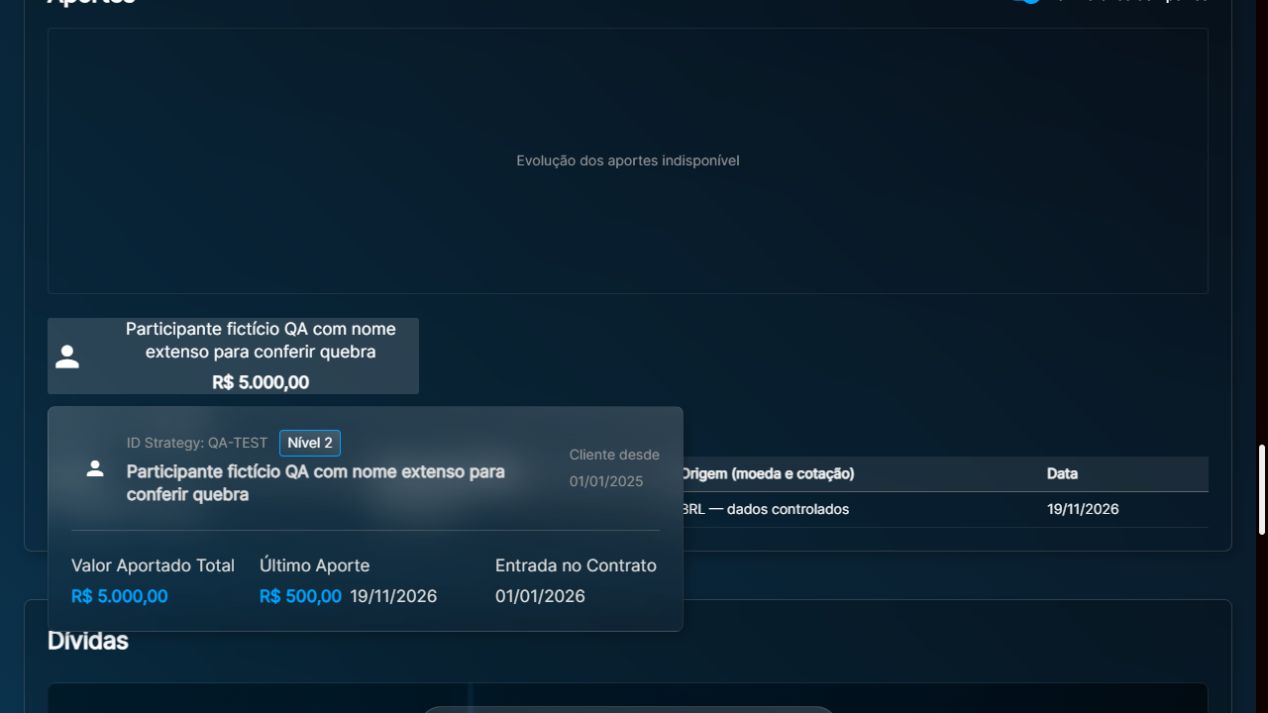 Aportes
Evolução dos aportes indisponível
Participante fictício QA com nome
extenso para conferir quebra
R$ 5.000,00
ID Strategy: QA-TEST Nível 2
Participante fictício QA com nome extenso para
conferir quebra
Cliente desde
01/01/2025
Valor Aportado Total Último Aporte Entrada no Contrato
R$ 5.000,00 R$ 500,00 19/11/2026 01/01/2026
Origem (moeda e cotação) Data
BRL — dados controlados 19/11/2026
Dívidas